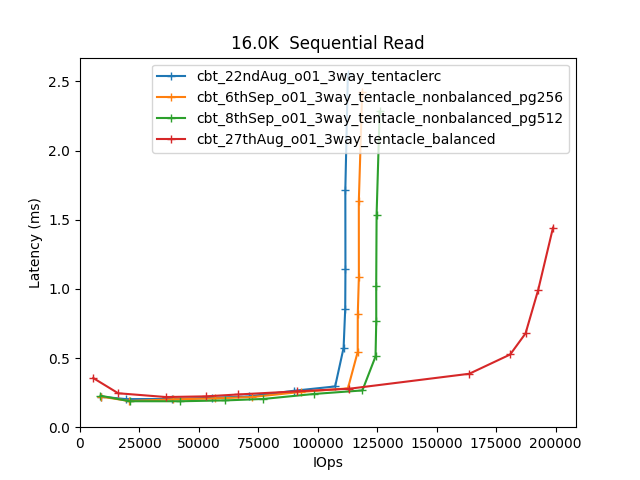 16.0K  Sequential Read
cbt_22ndAug_o01_3way_tentaclerc
cbt_6thSep_o01_3way_tentacle_nonbalanced_pg256
cbt_8thSep_o01_3way_tentacle_nonbalanced_pg512
cbt_27thAug_o01_3way_tentacle_balanced
2.5
2.0
1.5
1.0
0.5
0.0
Latency (ms)
0 25000 50000 75000 100000 125000 150000 175000 200000
IOps